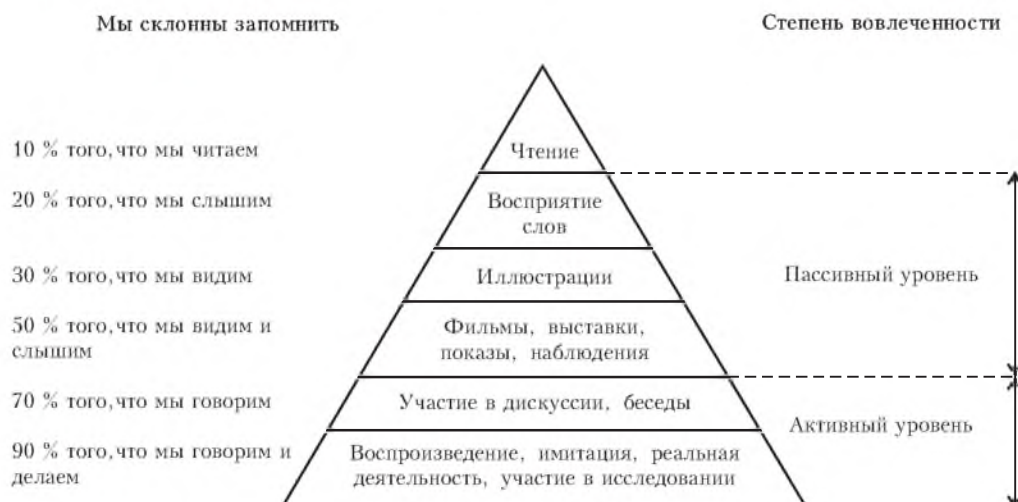 Мы склонны запомнить
Степень вовлеченности
10 % того, что мы читаем
Чтение
20 % того, что мы слышим
Восприятие
слов
30 % того, что мы видим
Иллюстрации
Пассивный уровень
50 % того, что мы видим и
слышим
Фильмы, выставки,
показы, наблюдения
70 % того, что мы говорим
Участие в дискуссии, беседы
Активный уровень
90 % того, что мы говорим и
делаем
Воспроизведение, имитация, реальная
деятельность, участие в исследовании